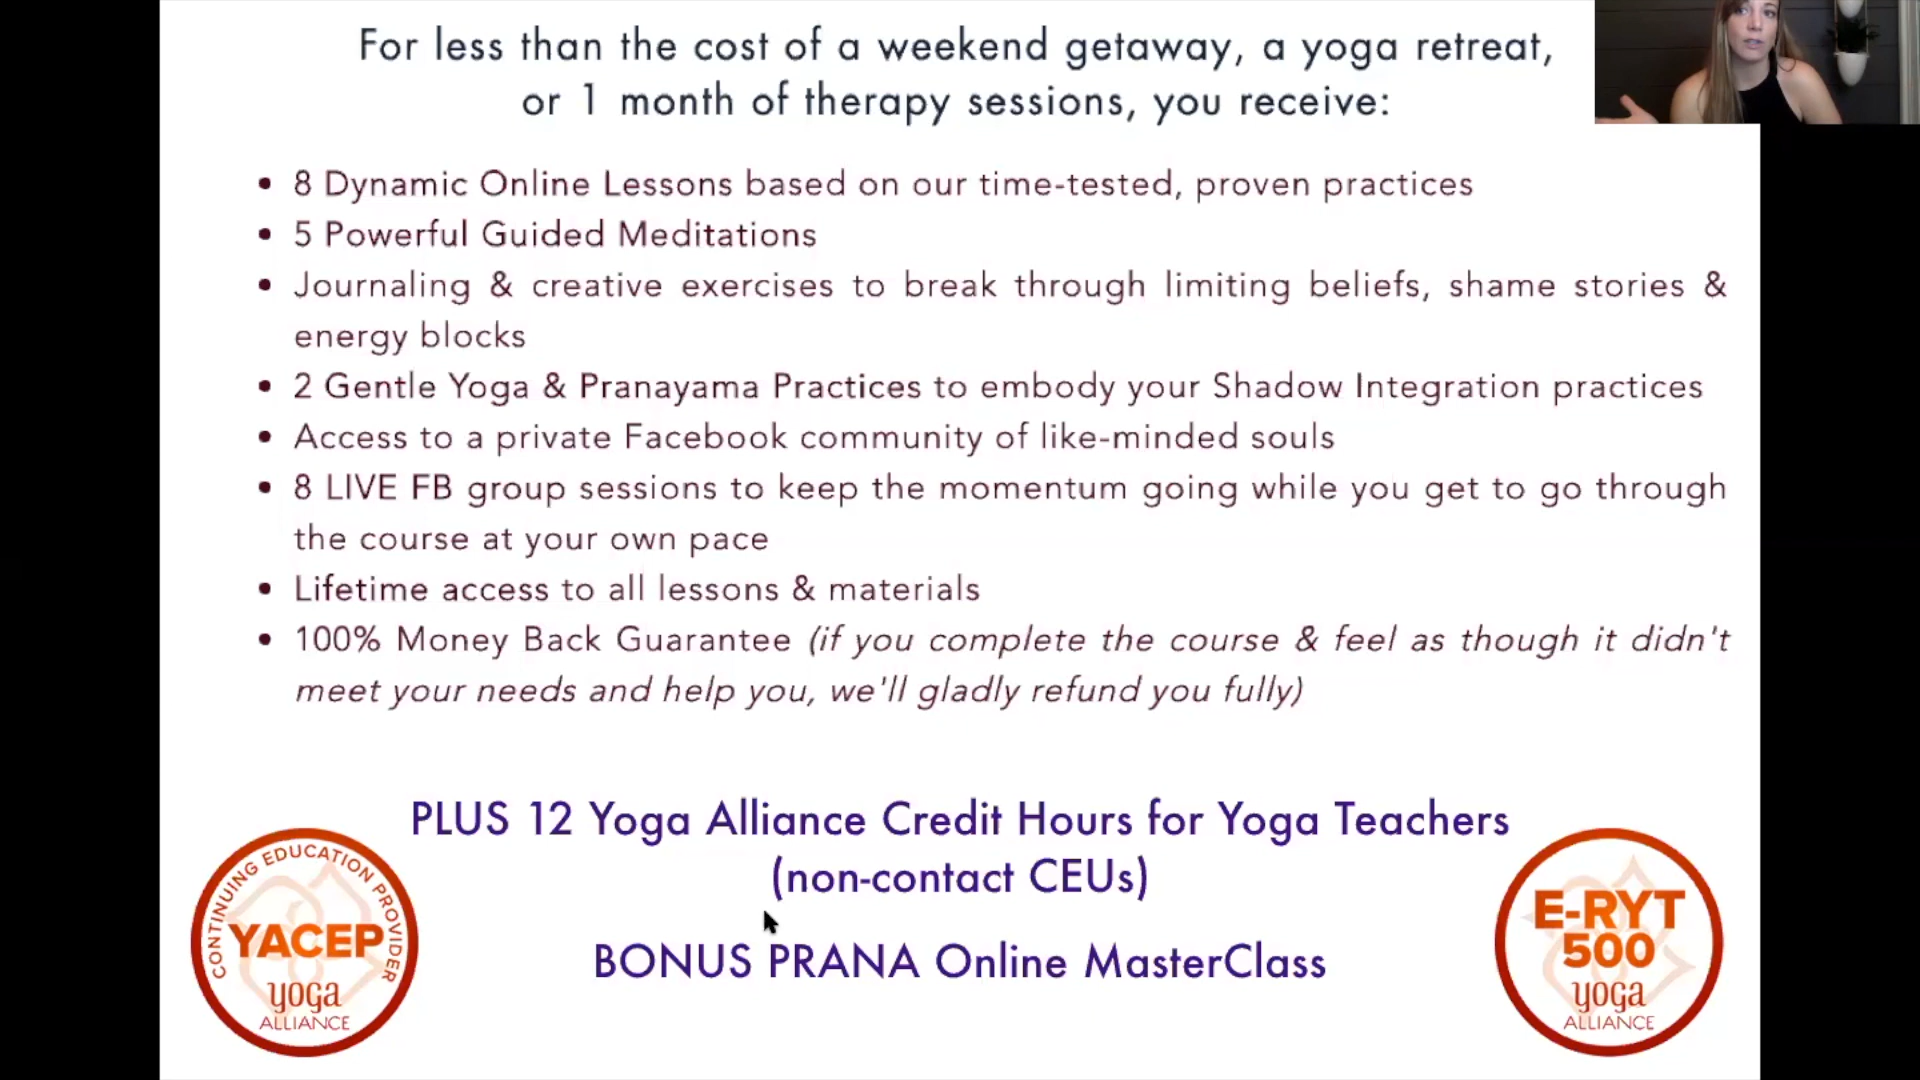 For less than the cost of a weekend getaway, a yoga retreat,
or 1 month of therapy sessions, you receive:
• 8 Dynamic Online Lessons based on our time-tested, proven practices
• 5 Powerful Guided Meditations
• Journaling & creative exercises to break through limiting beliefs, shame stories &
energy blocks
• 2 Gentle Yoga & Pranayama Practices to embody your Shadow Integration practices
• Access to a private Facebook community of like-minded souls
• 8 LIVE FB group sessions to keep the momentum going while you get to go through
the course at your own pace
• Lifetime access to all lessons & materials
• 100% Money Back Guarantee (if you complete the course & feel as though it didn't
meet your needs and help you, we'll gladly refund you fully)
PLUS 12 Yoga Alliance Credit Hours for Yoga Teachers
(non-contact CEUs)
BONUS PRANA Online MasterClass
CONTINUING EDUCATION PROVIDER
YACEP
yoga
ALLIANCE
E-RYT
500
yoga
ALLIANCE